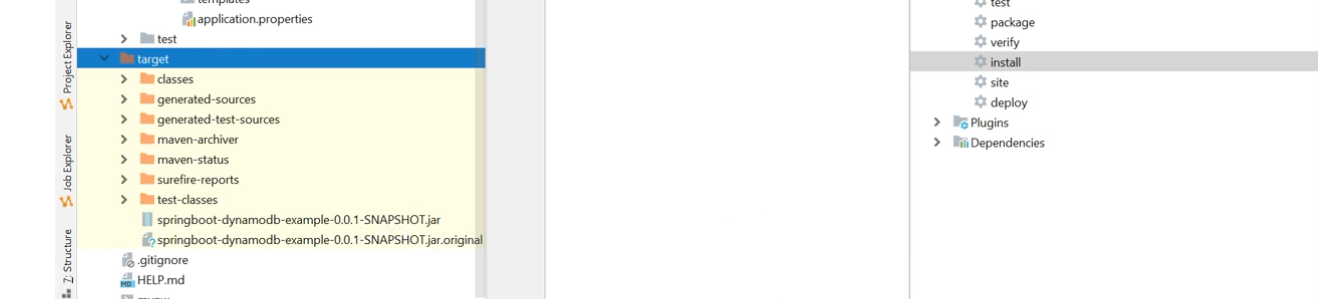 templates
application.properties
test
target
classes
generated-sources
generated-test-sources
maven-archiver
maven-status
surefire-reports
test-classes
springboot-dynamodb-example-0.0.1-SNAPSHOT.jar
springboot-dynamodb-example-0.0.1-SNAPSHOT.jar.original
.gitignore
HELP.md
Project Explorer
Job Explorer
Z: Structure
test
package
verify
install
site
deploy
Plugins
Dependencies